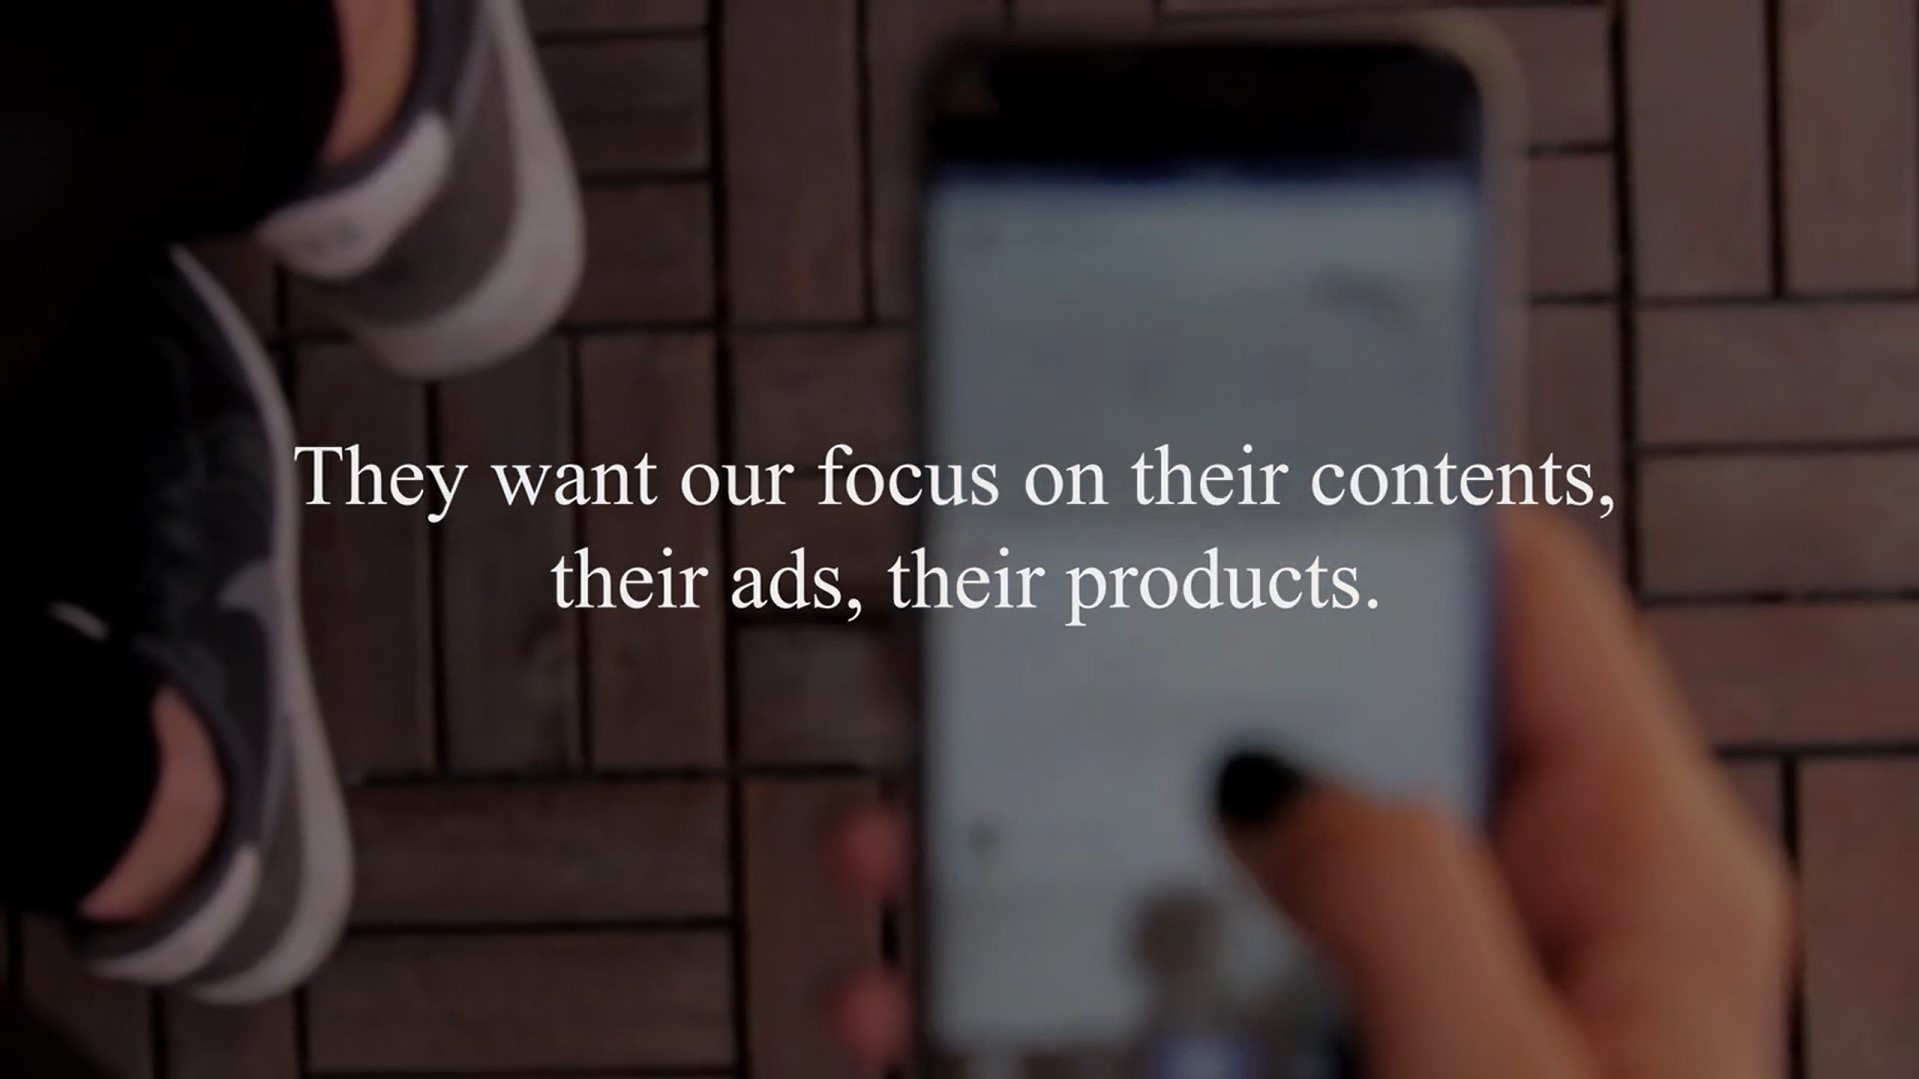 They want our focus on their contents,
their ads, their products.